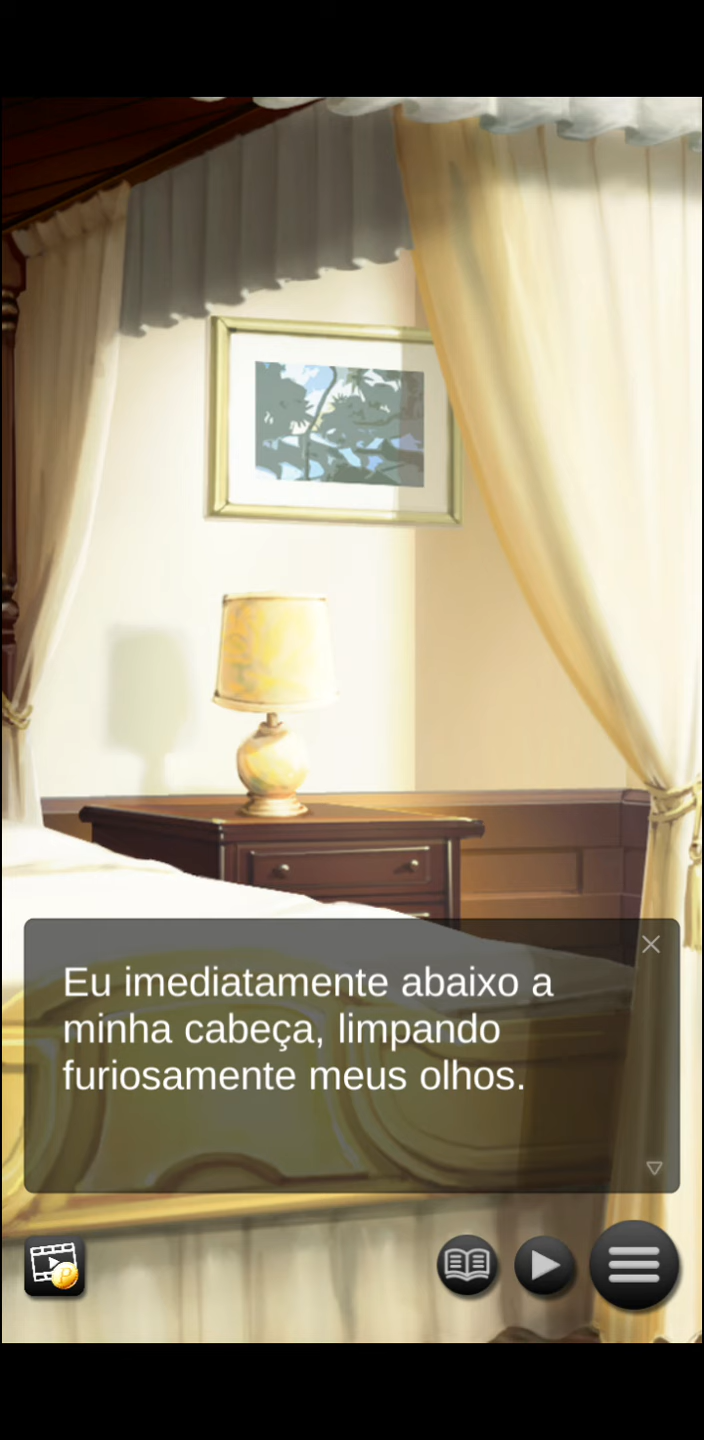 Eu imediatamente abaixo a
minha cabeça, limpando
furiosamente meus olhos.